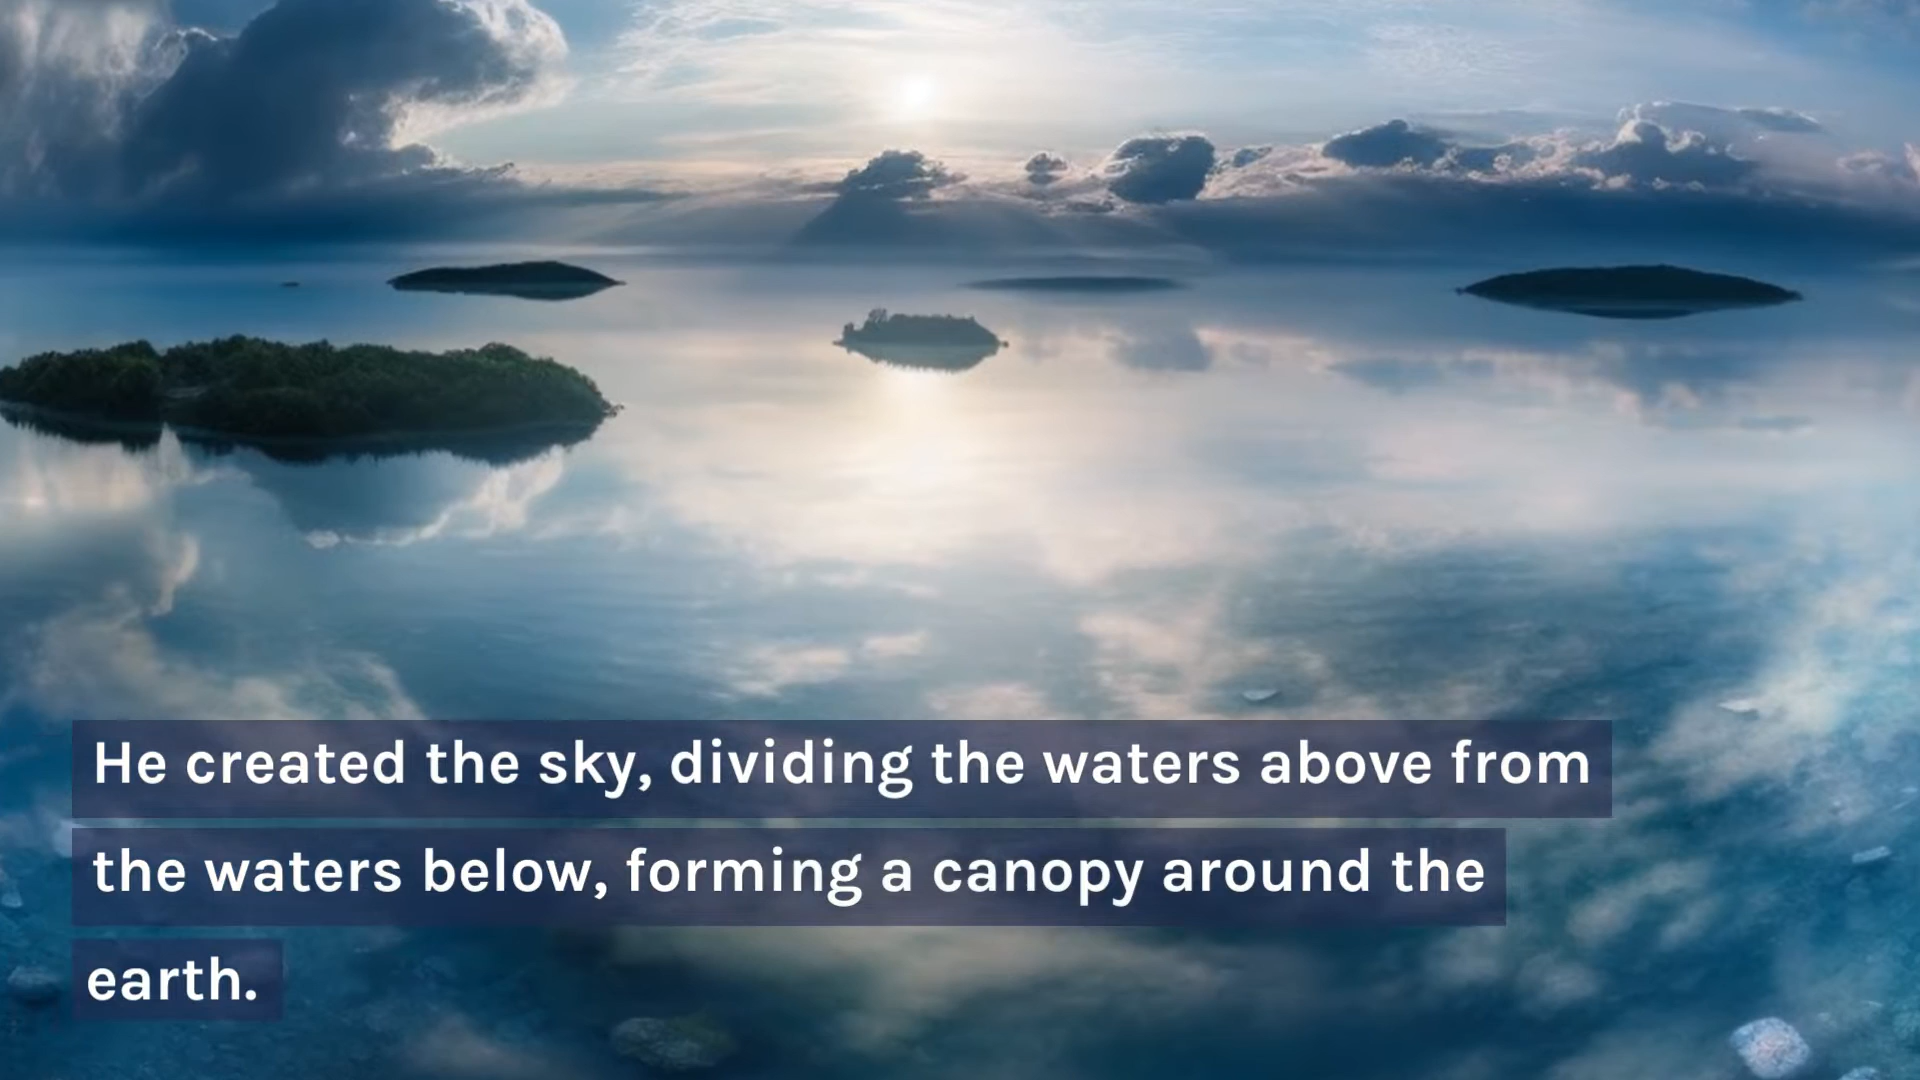 He created the sky, dividing the waters above from
the waters below, forming a canopy around the
earth.